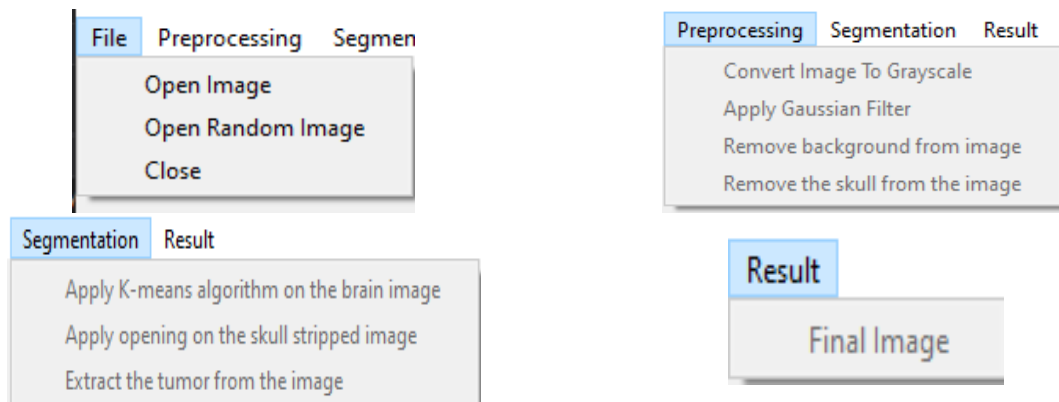 File Preprocessing Segmen
Open Image
Open Random Image
Close
Preprocessing Segmentation Result
Convert Image To Grayscale
Apply Gaussian Filter
Remove background from image
Remove the skull from the image
Segmentation Result
Apply K-means algorithm on the brain image
Apply opening on the skull stripped image
Extract the tumor from the image
Result
Final Image